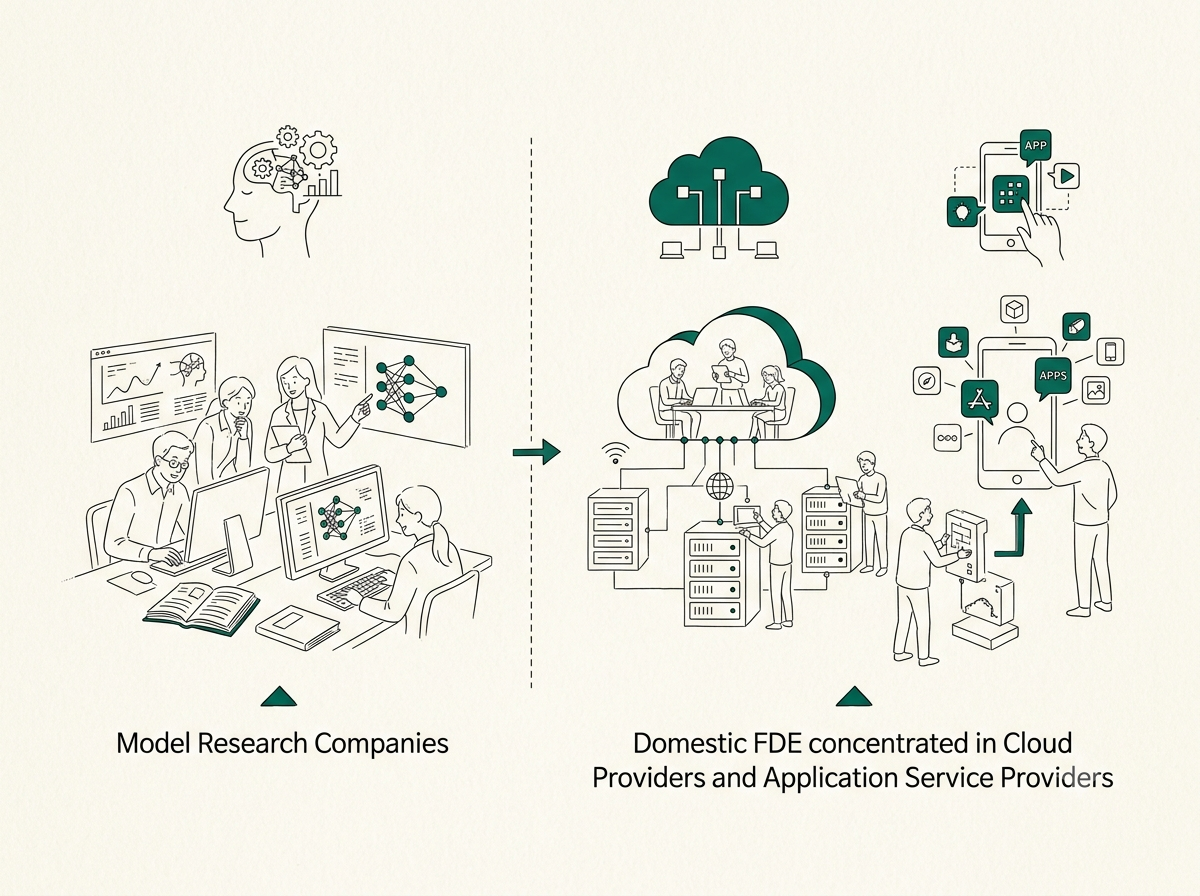 APP
APPS
Model Research Companies
Domestic FDE concentrated in Cloud
Providers and Application Service Providers